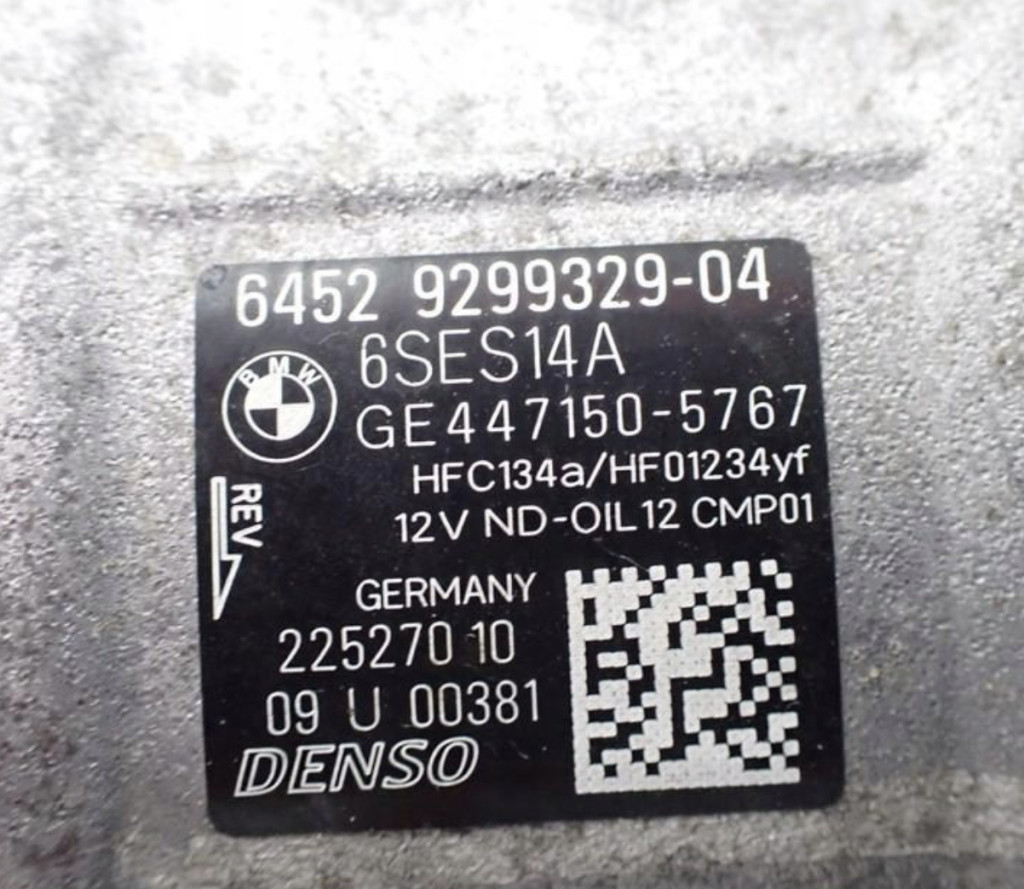 6452 9299329-04
6SES14A
BMW
GE447150-5767
HFC134a/HFO1234yf
REV
12V ND-OIL12 CMP01
GERMANY
225270 10
09 U 00381
DENSO